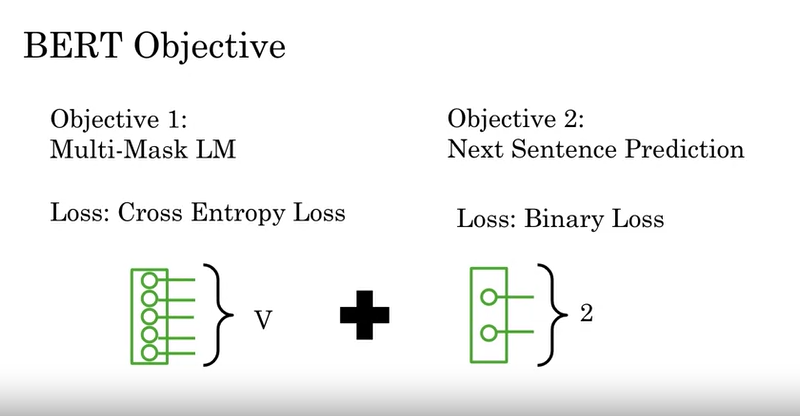 BERT Objective
Objective 1:
Multi-Mask LM
Loss: Cross Entropy Loss
V
Objective 2:
Next Sentence Prediction
Loss: Binary Loss
2